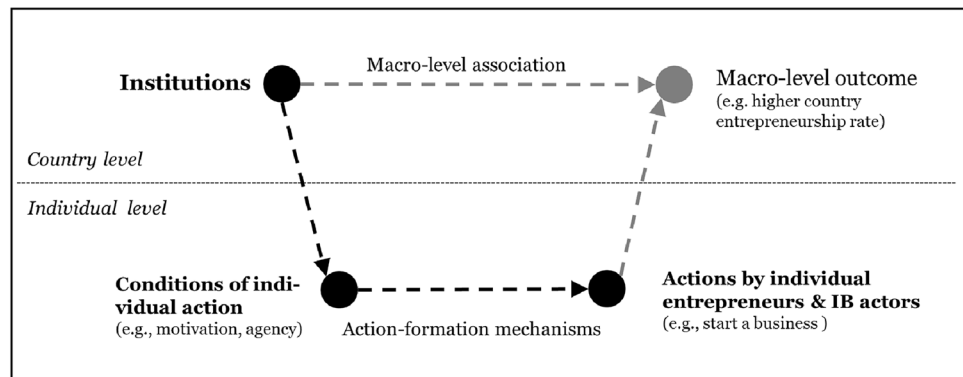 Institutions
Macro-level association
Macro-level outcome
(e.g. higher country
entrepreneurship rate)
Country level
Individual level
Conditions of indi-
vidual action
(e.g., motivation, agency)
Action-formation mechanisms
Actions by individual
entrepreneurs & IB actors
(e.g., start a business )